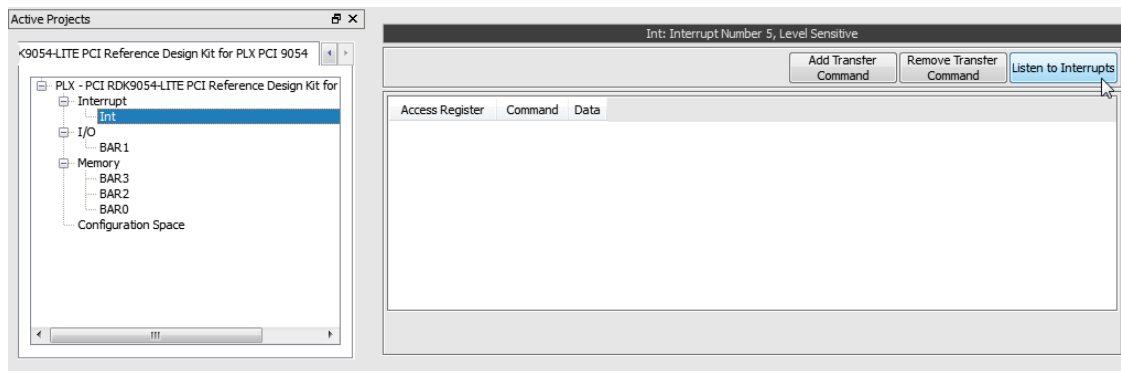 Active Projects
K9054-LITE PCI Reference Design Kit for PLX PCI 9054
PLX - PCI RDK9054-LITE PCI Reference Design Kit for
Interrupt
Int
I/O
BAR1
Memory
BAR3
BAR2
BAR0
Configuration Space
Int: Interrupt Number 5, Level Sensitive
Add Transfer
Command
Remove Transfer
Command
Listen to Interrupts
Access Register Command Data